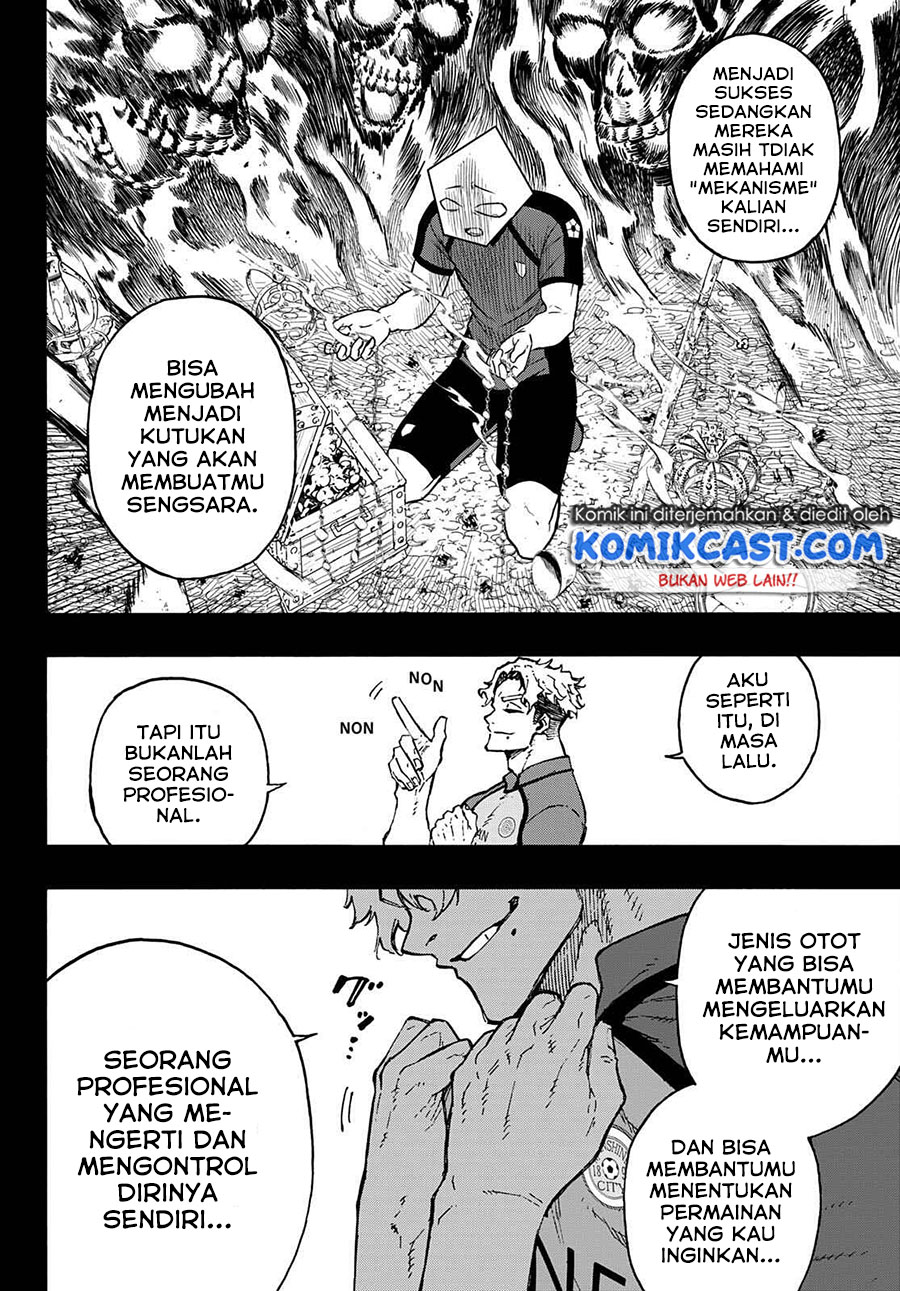 MENJADI
SUKSES
SEDANGKAN
MEREKA
MASIH TDIAK
MEMAHAMI
"MEKANISME"
KALIAN
SENDIRI...
BISA
MENGUBAH
MENJADI
KUTUKAN
YANG AKAN
MEMBUATMU
SENGSARA.
Komik ini diterjemahkan & diedit oleh
KOMIKCAST.COM
BUKAN WEB LAIN!!
AKU
SEPERTI
ITU, DI
MASA
LALU.
NON
NON
TAPI ITU
BUKANLAH
SEORANG
PROFESIO-
NAL.
JENIS OTOT
YANG BISA
MEMBANTUMU
MENGELUARKAN
KEMAMPUAN-
MU...
DAN BISA
MEMBANTUMU
MENENTUKAN
PERMAINAN
YANG KAU
INGINKAN...
SEORANG
PROFESIONAL
YANG ME-
NGERTI DAN
MENGONTROL
DIRINYA
SENDIRI...
CITY